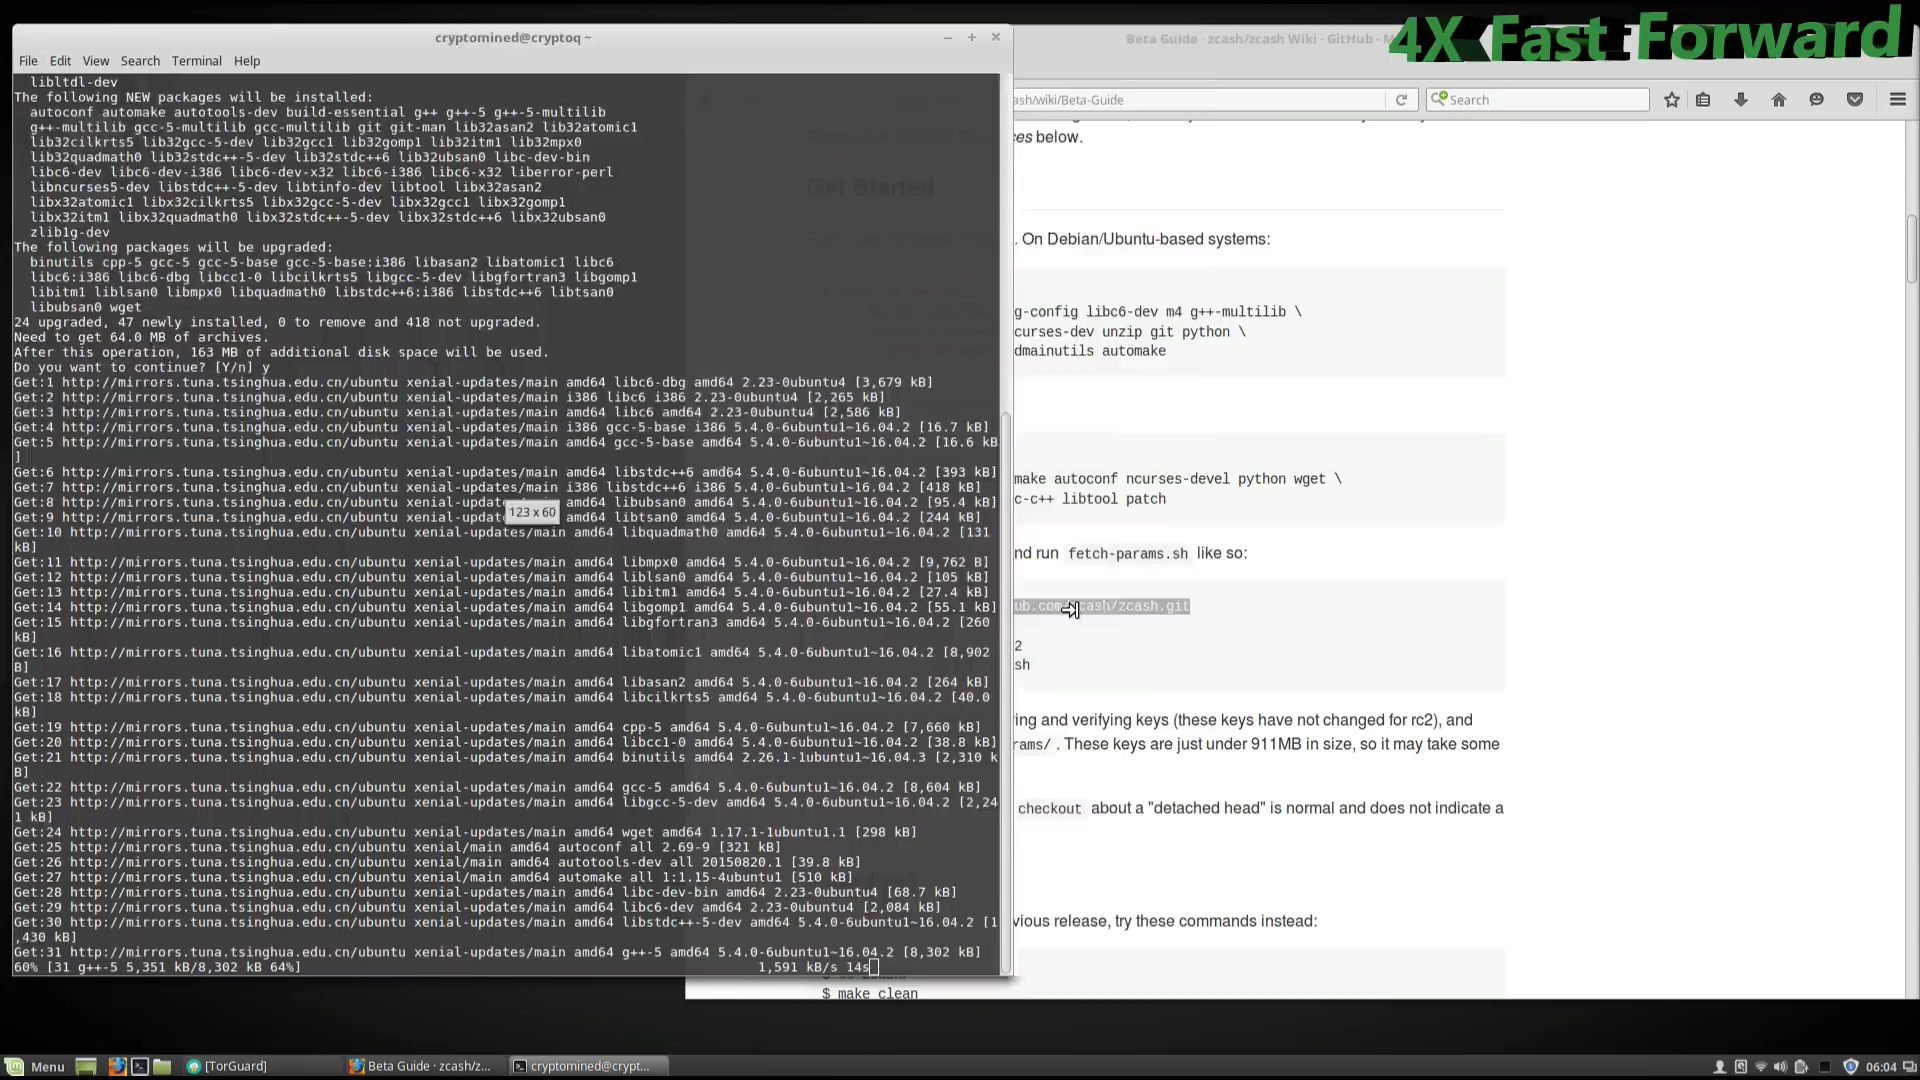 4X Fast Forward
cryptomined@cryptoq ~
File Edit View Search Terminal Help
libltdl-dev
The following NEW packages will be installed:
autoconf automake autotools-dev build-essential g++ g++-5 g++-5-multilib
g++-multilib gcc-5-multilib gcc-multilib git git-man lib32asan2 lib32atomic1
lib32cilkrts5 lib32gcc-5-dev lib32gcc1 lib32gomp1 lib32itm1 lib32mpx0
lib32quadmath0 lib32stdc++-5-dev lib32stdc++6 lib32ubsan0 libc-dev-bin
libc6-dev libc6-dev-i386 libc6-dev-x32 libc6-i386 libc6-x32 liberror-perl
libncurses5-dev libstdc++-5-dev libtinfo-dev libtool libx32asan2
libx32atomic1 libx32cilkrts5 libx32gcc-5-dev libx32gcc1 libx32gomp1
libx32itm1 libx32quadmath0 libx32stdc++-5-dev libx32stdc++6 libx32ubsan0
zlib1g-dev
The following packages will be upgraded:
binutils cpp-5 gcc-5 gcc-5-base gcc-5-base:i386 libasan2 libatomic1 libc6
libc6:i386 libc6-dbg libcc1-0 libcilkrts5 libgcc-5-dev libgfortran3 libgomp1
libitm1 liblsan0 libmpx0 libquadmath0 libstdc++6:i386 libstdc++6 libtsan0
libubsan0 wget
24 upgraded, 47 newly installed, 0 to remove and 418 not upgraded.
Need to get 64.0 MB of archives.
After this operation, 163 MB of additional disk space will be used.
Do you want to continue? [Y/n] y
Get:1 http://mirrors.tuna.tsinghua.edu.cn/ubuntu xenial-updates/main amd64 libc6-dbg amd64 2.23-0ubuntu4 [3,679 kB]
Get:2 http://mirrors.tuna.tsinghua.edu.cn/ubuntu xenial-updates/main i386 libc6 i386 2.23-0ubuntu4 [2,265 kB]
Get:3 http://mirrors.tuna.tsinghua.edu.cn/ubuntu xenial-updates/main amd64 libc6 amd64 2.23-0ubuntu4 [2,586 kB]
Get:4 http://mirrors.tuna.tsinghua.edu.cn/ubuntu xenial-updates/main i386 gcc-5-base i386 5.4.0-6ubuntu1~16.04.2 [16.7 kB]
Get:5 http://mirrors.tuna.tsinghua.edu.cn/ubuntu xenial-updates/main amd64 gcc-5-base amd64 5.4.0-6ubuntu1~16.04.2 [16.6 kB
]
Get:6 http://mirrors.tuna.tsinghua.edu.cn/ubuntu xenial-updates/main amd64 libstdc++6 amd64 5.4.0-6ubuntu1~16.04.2 [393 kB]
Get:7 http://mirrors.tuna.tsinghua.edu.cn/ubuntu xenial-updates/main i386 libstdc++6 i386 5.4.0-6ubuntu1~16.04.2 [418 kB]
Get:8 http://mirrors.tuna.tsinghua.edu.cn/ubuntu xenial-updates/main amd64 libubsan0 amd64 5.4.0-6ubuntu1~16.04.2 [95.4 kB]
Get:9 http://mirrors.tuna.tsinghua.edu.cn/ubuntu xenial-updat amd64 libtsan0 amd64 5.4.0-6ubuntu1~16.04.2 [244 kB]
123 x 60
Get:10 http://mirrors.tuna.tsinghua.edu.cn/ubuntu xenial-updates/main amd64 libquadmath0 amd64 5.4.0-6ubuntu1~16.04.2 [131
kB]
Get:11 http://mirrors.tuna.tsinghua.edu.cn/ubuntu xenial-updates/main amd64 libmpx0 amd64 5.4.0-6ubuntu1~16.04.2 [9,762 B]
Get:12 http://mirrors.tuna.tsinghua.edu.cn/ubuntu xenial-updates/main amd64 liblsan0 amd64 5.4.0-6ubuntu1~16.04.2 [105 kB]
Get:13 http://mirrors.tuna.tsinghua.edu.cn/ubuntu xenial-updates/main amd64 libitm1 amd64 5.4.0-6ubuntu1~16.04.2 [27.4 kB]
Get:14 http://mirrors.tuna.tsinghua.edu.cn/ubuntu xenial-updates/main amd64 libgomp1 amd64 5.4.0-6ubuntu1~16.04.2 [55.1 kB]
Get:15 http://mirrors.tuna.tsinghua.edu.cn/ubuntu xenial-updates/main amd64 libgfortran3 amd64 5.4.0-6ubuntu1~16.04.2 [260
kB]
Get:16 http://mirrors.tuna.tsinghua.edu.cn/ubuntu xenial-updates/main amd64 libatomic1 amd64 5.4.0-6ubuntu1~16.04.2 [8,902
B]
Get:17 http://mirrors.tuna.tsinghua.edu.cn/ubuntu xenial-updates/main amd64 libasan2 amd64 5.4.0-6ubuntu1~16.04.2 [264 kB]
Get:18 http://mirrors.tuna.tsinghua.edu.cn/ubuntu xenial-updates/main amd64 libcilkrts5 amd64 5.4.0-6ubuntu1~16.04.2 [40.0
kB]
Get:19 http://mirrors.tuna.tsinghua.edu.cn/ubuntu xenial-updates/main amd64 cpp-5 amd64 5.4.0-6ubuntu1~16.04.2 [7,660 kB]
Get:20 http://mirrors.tuna.tsinghua.edu.cn/ubuntu xenial-updates/main amd64 libcc1-0 amd64 5.4.0-6ubuntu1~16.04.2 [38.8 kB]
Get:21 http://mirrors.tuna.tsinghua.edu.cn/ubuntu xenial-updates/main amd64 binutils amd64 2.26.1-1ubuntu1~16.04.3 [2,310 k
B]
Get:22 http://mirrors.tuna.tsinghua.edu.cn/ubuntu xenial-updates/main amd64 gcc-5 amd64 5.4.0-6ubuntu1~16.04.2 [8,604 kB]
Get:23 http://mirrors.tuna.tsinghua.edu.cn/ubuntu xenial-updates/main amd64 libgcc-5-dev amd64 5.4.0-6ubuntu1~16.04.2 [2,24
1 kB]
Get:24 http://mirrors.tuna.tsinghua.edu.cn/ubuntu xenial-updates/main amd64 wget amd64 1.17.1-1ubuntu1.1 [298 kB]
Get:25 http://mirrors.tuna.tsinghua.edu.cn/ubuntu xenial/main amd64 autoconf all 2.69-9 [321 kB]
Get:26 http://mirrors.tuna.tsinghua.edu.cn/ubuntu xenial/main amd64 autotools-dev all 20150820.1 [39.8 kB]
Get:27 http://mirrors.tuna.tsinghua.edu.cn/ubuntu xenial/main amd64 automake all 1:1.15-4ubuntu1 [510 kB]
Get:28 http://mirrors.tuna.tsinghua.edu.cn/ubuntu xenial-updates/main amd64 libc-dev-bin amd64 2.23-0ubuntu4 [68.7 kB]
Get:29 http://mirrors.tuna.tsinghua.edu.cn/ubuntu xenial-updates/main amd64 libc6-dev amd64 2.23-0ubuntu4 [2,084 kB]
Get:30 http://mirrors.tuna.tsinghua.edu.cn/ubuntu xenial-updates/main amd64 libstdc++-5-dev amd64 5.4.0-6ubuntu1~16.04.2 [1
,430 kB]
Get:31 http://mirrors.tuna.tsinghua.edu.cn/ubuntu xenial-updates/main amd64 g++-5 amd64 5.4.0-6ubuntu1~16.04.2 [8,302 kB]
60% [31 g++-5 5,351 kB/8,302 kB 64%] 1,591 kB/s 14s
Beta Guide · zcash/zcash Wiki · GitHub - M
ash/wiki/Beta-Guide
Search
es below.
Get Started
. On Debian/Ubuntu-based systems:
g-config libc6-dev m4 g++-multilib \
curses-dev unzip git python \
dmainutils automake
make autoconf ncurses-devel python wget \
c-c++ libtool patch
nd run fetch-params.sh like so:
ub.com/zcash/zcash.git
2
sh
ing and verifying keys (these keys have not changed for rc2), and
ams/ . These keys are just under 911MB in size, so it may take some
checkout about a "detached head" is normal and does not indicate a
vious release, try these commands instead:
$ make clean
Menu [TorGuard] Beta Guide · zcash/z... cryptomined@crypt... 06:04